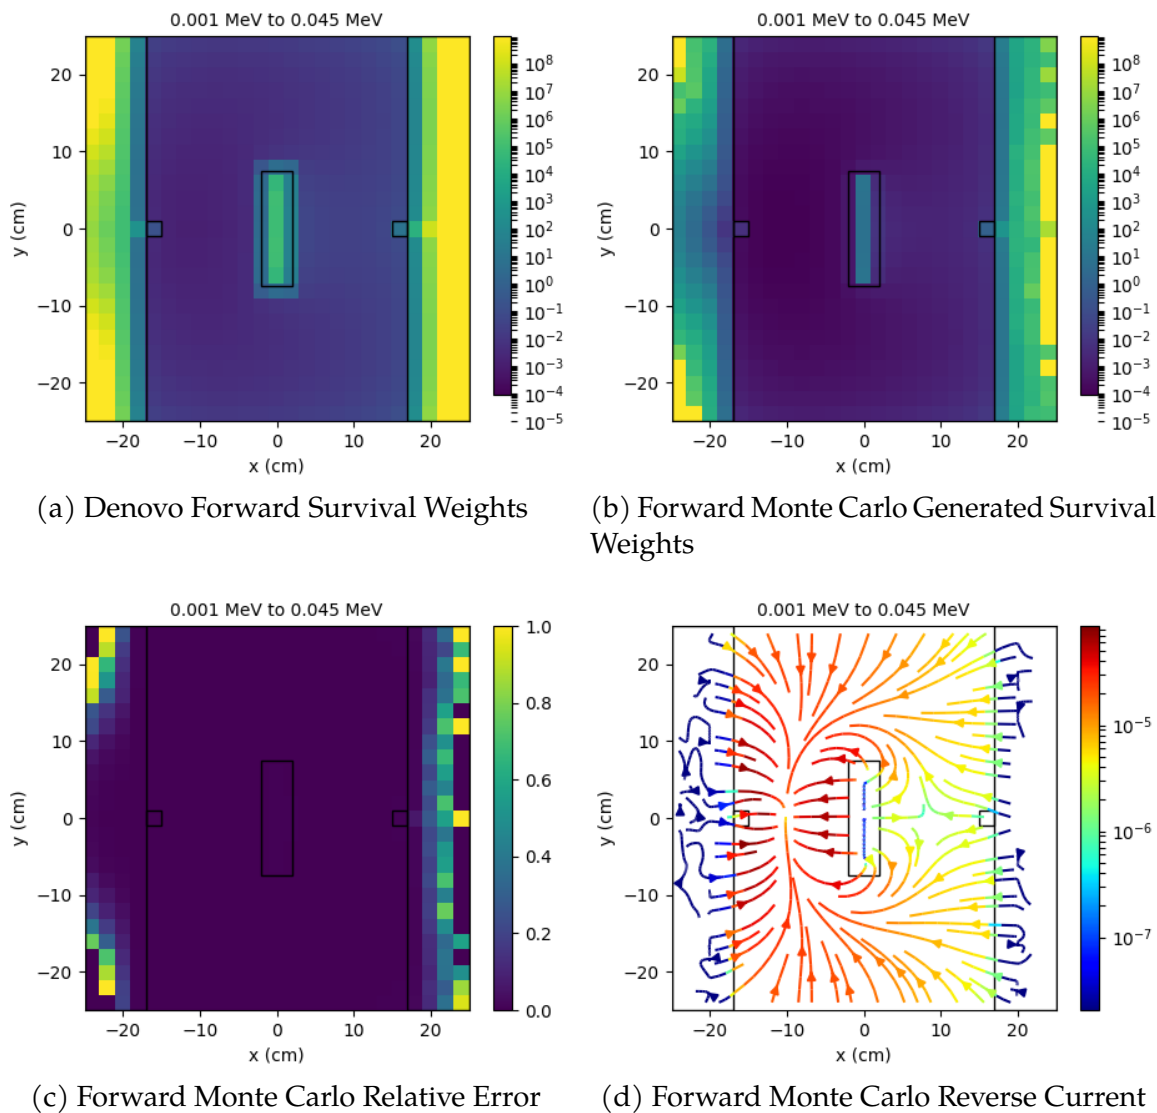 0.001 MeV to 0.045 MeV
20
10
0
−10
−20
y (cm)
−20 −10 0 10 20
x (cm)
10^8
10^7
10^6
10^5
10^4
10^3
10^2
10^1
10^0
10^−1
10^−2
10^−3
10^−4
10^−5
(a) Denovo Forward Survival Weights
0.001 MeV to 0.045 MeV
20
10
0
−10
−20
y (cm)
−20 −10 0 10 20
x (cm)
10^8
10^7
10^6
10^5
10^4
10^3
10^2
10^1
10^0
10^−1
10^−2
10^−3
10^−4
10^−5
(b) Forward Monte Carlo Generated Survival
Weights
0.001 MeV to 0.045 MeV
20
10
0
−10
−20
y (cm)
−20 −10 0 10 20
x (cm)
1.0
0.8
0.6
0.4
0.2
0.0
(c) Forward Monte Carlo Relative Error
0.001 MeV to 0.045 MeV
20
10
0
−10
−20
y (cm)
−20 −10 0 10 20
x (cm)
10^−5
10^−6
10^−7
(d) Forward Monte Carlo Reverse Current